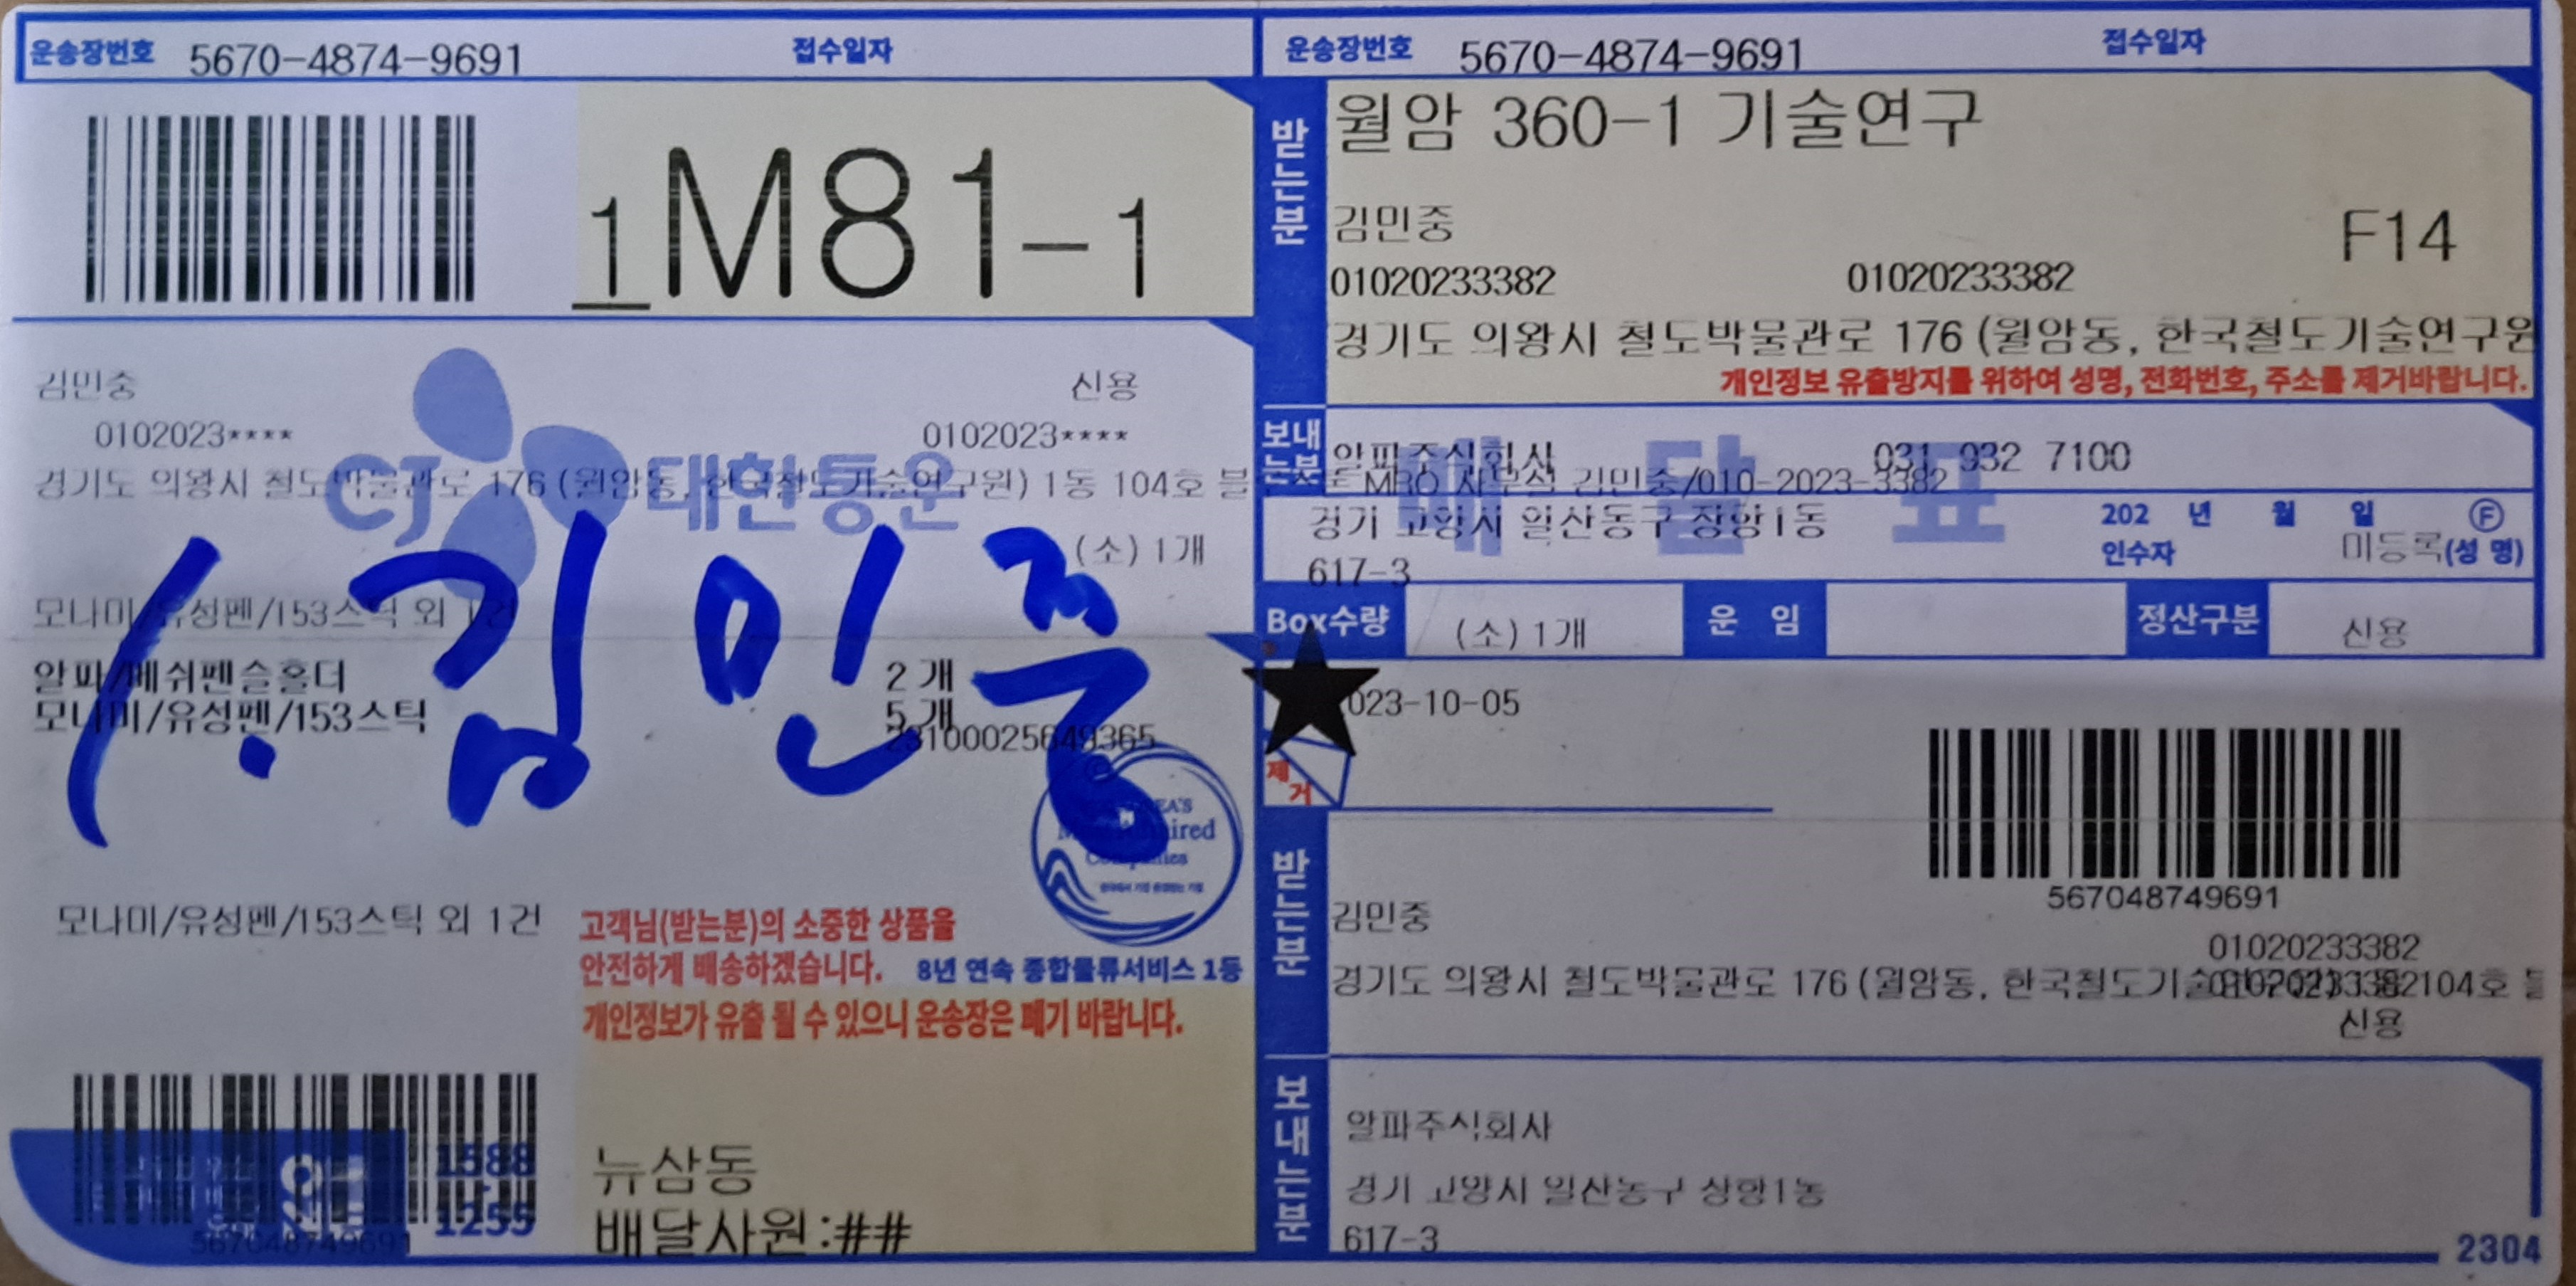 운송장번호 5670-4874-9691 접수일자
1M81-1
김민중 신용
0102023**** 0102023****
경기도 의왕시 철도박물관로 176 (월암동, 한국철도기술연구원) 1동 104호 블
CJ 대한통운
MRO 사무실 김민중/010-2023-3382
(소) 1개
모나미/유성펜/153스틱 외 1건
1. 김민중
알파/메쉬펜슬홀더 2 개
모나미/유성펜/153스틱 5 개
23100025649365
모나미/유성펜/153스틱 외 1건
고객님(받는분)의 소중한 상품을
안전하게 배송하겠습니다. 8년 연속 종합물류서비스 1등
개인정보가 유출 될 수 있으니 운송장은 폐기 바랍니다.
1588
1255
567048749691
뉴삼동
배달사원:##
운송장번호 5670-4874-9691 접수일자
받는분
월암 360-1 기술연구
김민중 F14
01020233382 01020233382
경기도 의왕시 철도박물관로 176 (월암동, 한국철도기술연구원
개인정보 유출방지를 위하여 성명, 전화번호, 주소를 제거바랍니다.
보내는분 알파주식회사 031 932 7100
배달표
경기 고양시 일산동구 장항1동
617-3
202 년 월 일 F
인수자 미등록 (성 명)
Box수량 (소) 1개 운 임 정산구분 신용
023-10-05
제거
567048749691
받는분
김민중 01020233382
01020233382
경기도 의왕시 철도박물관로 176 (월암동, 한국철도기술 104호
신용
보내는분
알파주식회사
경기 고양시 일산동구 장항1동
617-3
2304